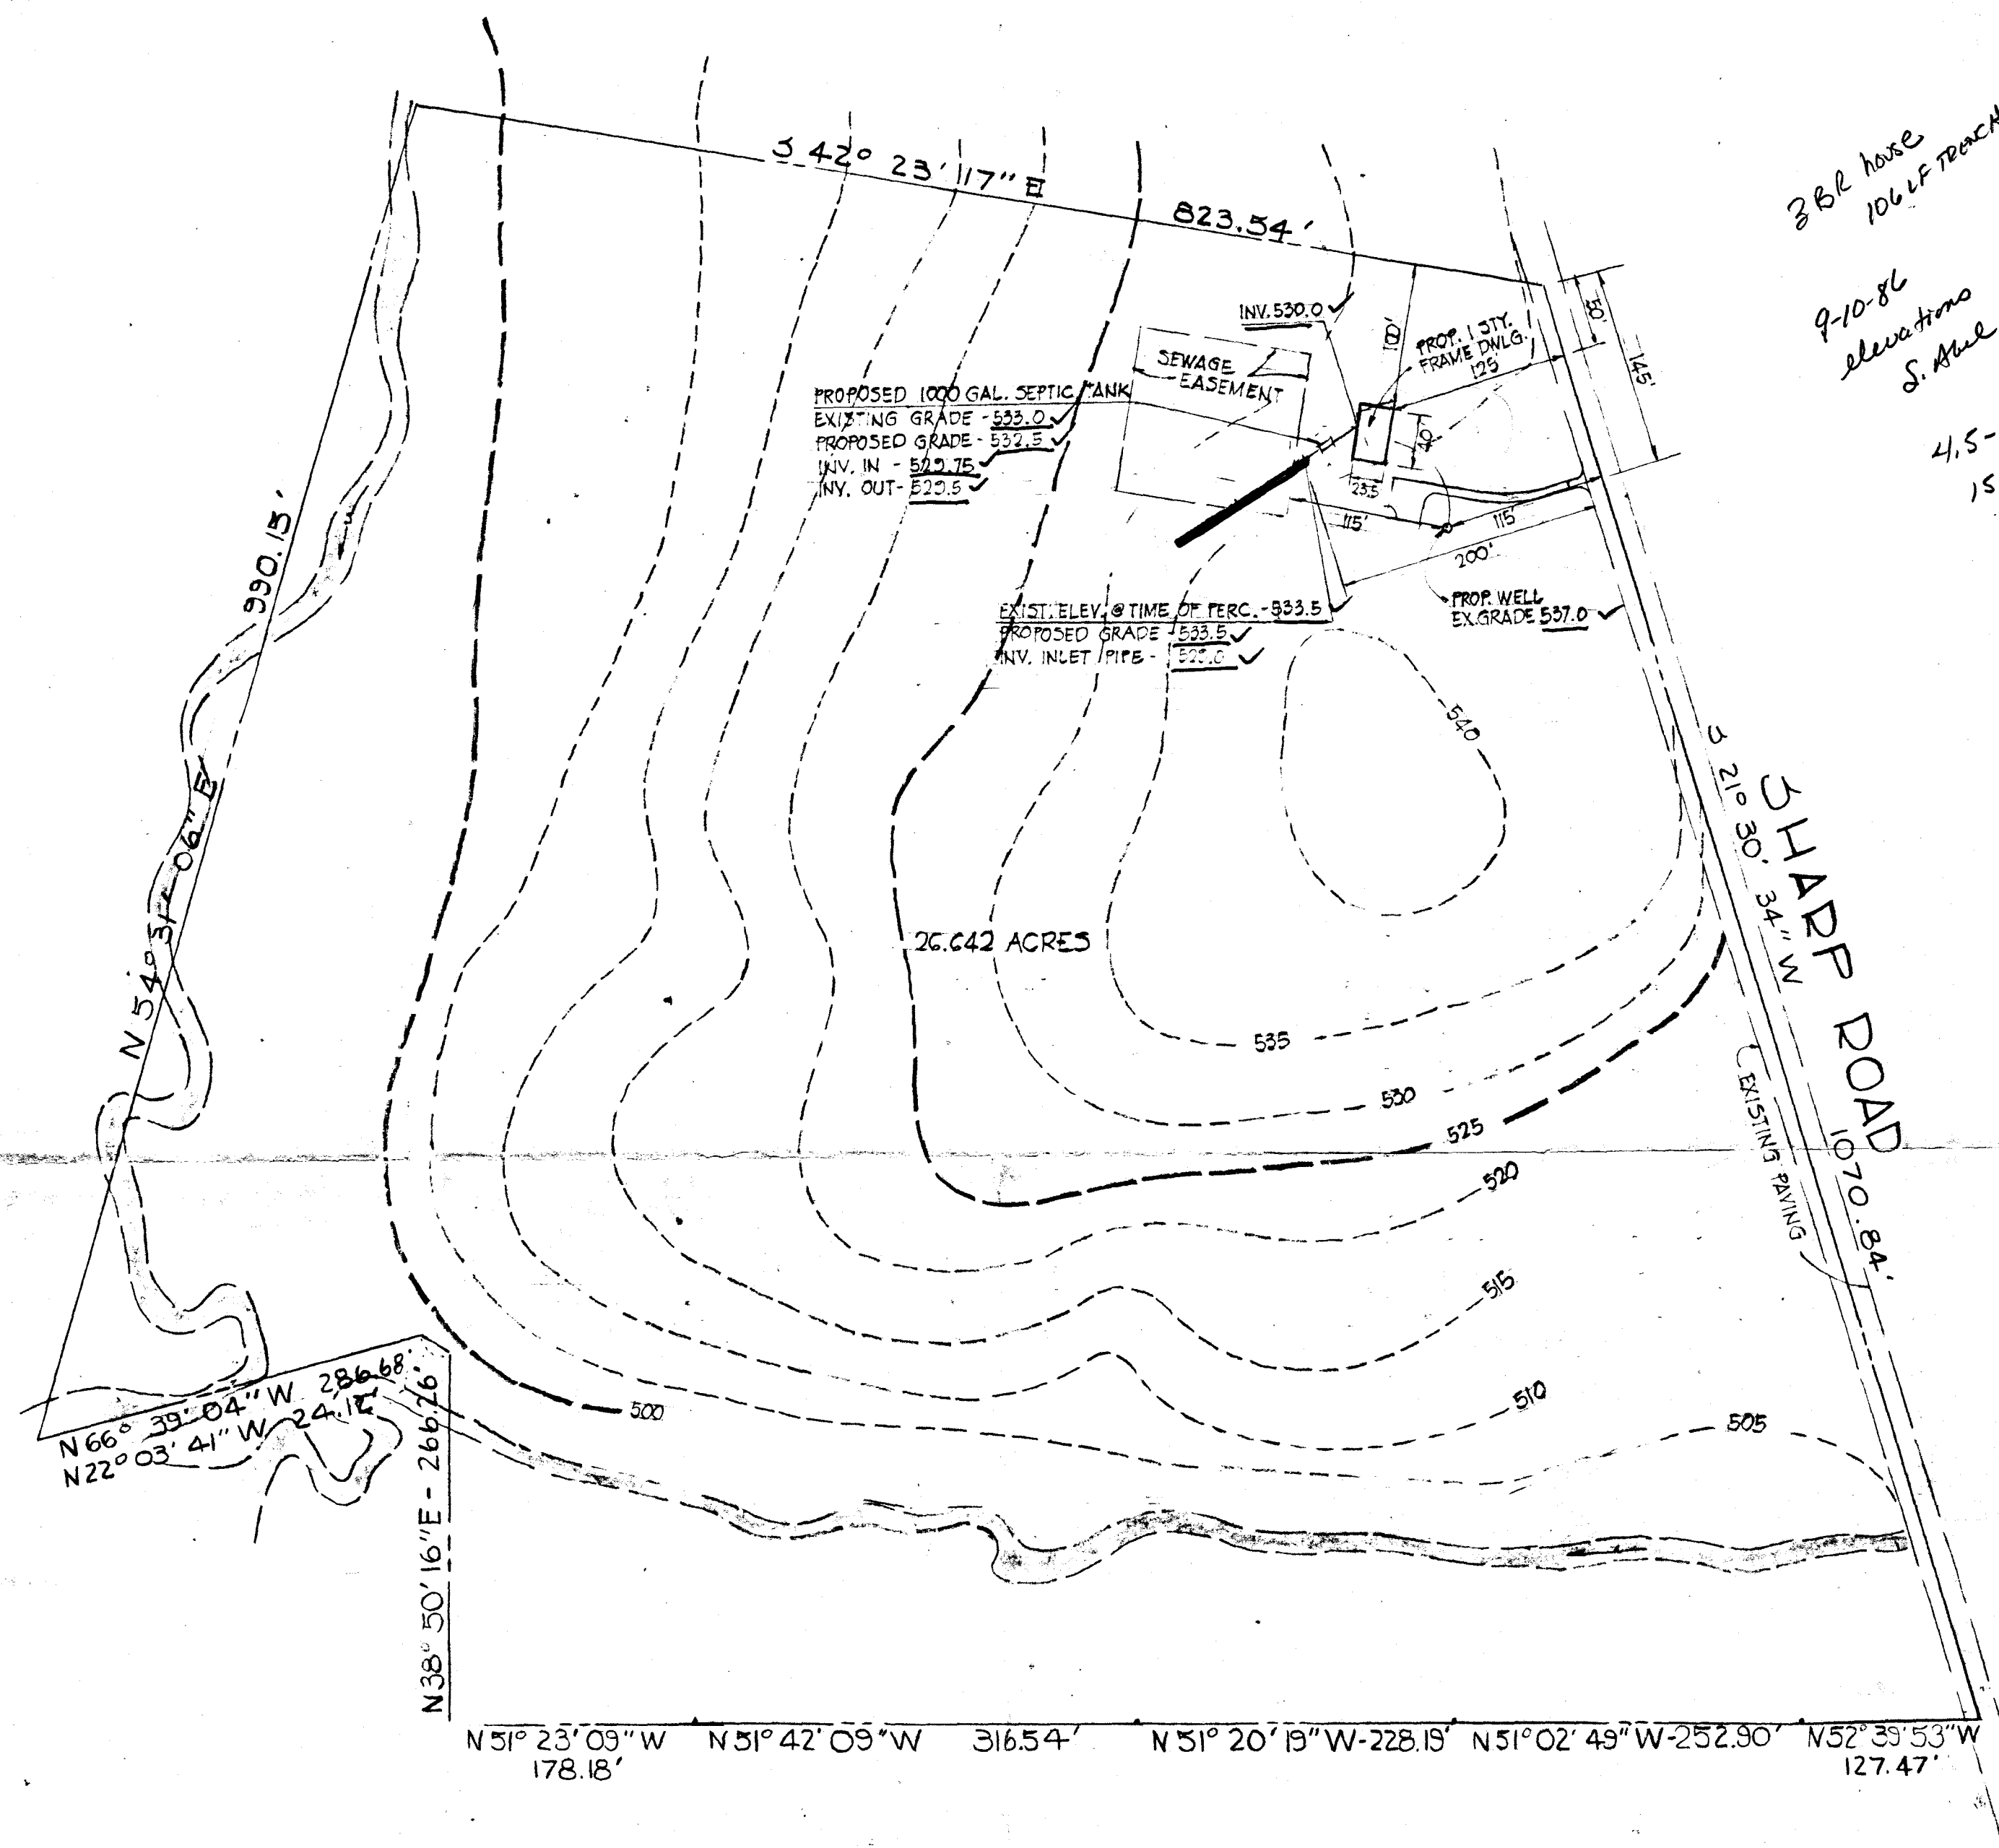 S 42° 23' 17" E
823.54'
3 BR house
106 LF TRENCH
9-10-86
elevations
S. Abel
4.5-
15
INV. 530.0
100'
PROP. 1 STY.
FRAME DWLG.
125'
50'
145'
SEWAGE
EASEMENT
PROPOSED 1000 GAL. SEPTIC TANK
EXISTING GRADE - 533.0
PROPOSED GRADE - 532.5
INV. IN - 529.75
INV. OUT - 529.5
40'
23.5
115'
115'
200'
EXIST. ELEV. @ TIME OF PERC. - 533.5
PROPOSED GRADE - 533.5
INV. INLET PIPE - 529.0
PROP. WELL
EX. GRADE 537.0
990.15'
N 54° 31' 06" E
540
S 21° 30' 34" W
SHARP ROAD
1070.84'
EXISTING PAVING
26.642 ACRES
535
530
525
520
515
510
505
500
N 66° 39' 04" W 286.68'
N 22° 03' 41" W 24.12'
N 38° 50' 16" E - 266.26'
N 51° 23' 09" W
178.18'
N 51° 42' 09" W 316.54'
N 51° 20' 19" W - 228.19'
N 51° 02' 49" W - 252.90'
N 52° 39' 53" W
127.47'